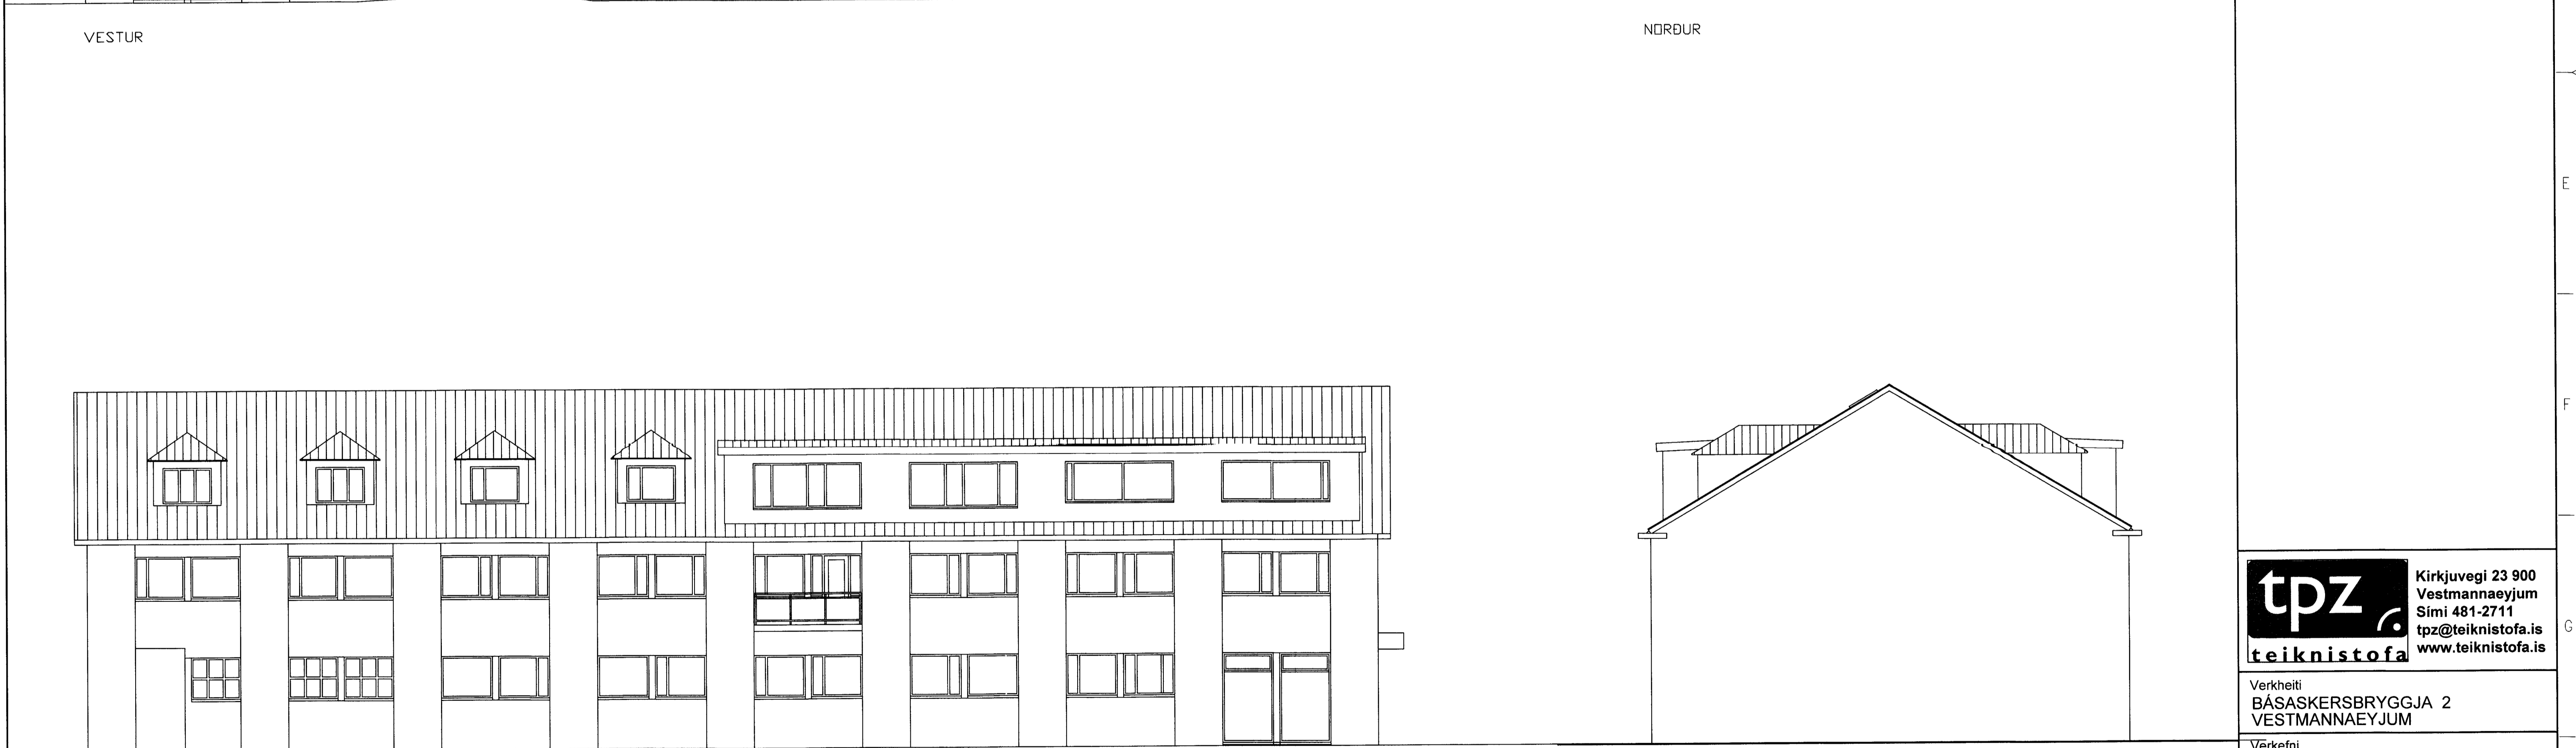 VESTUR
NORÐUR
E
F
G
tpz
teiknistofa
Kirkjuvegi 23 900
Vestmannaeyjum
Sími 481-2711
tpz@teiknistofa.is
www.teiknistofa.is
Verkheiti
BÁSASKERSBRYGGJA 2
VESTMANNAEYJUM
Verkefni